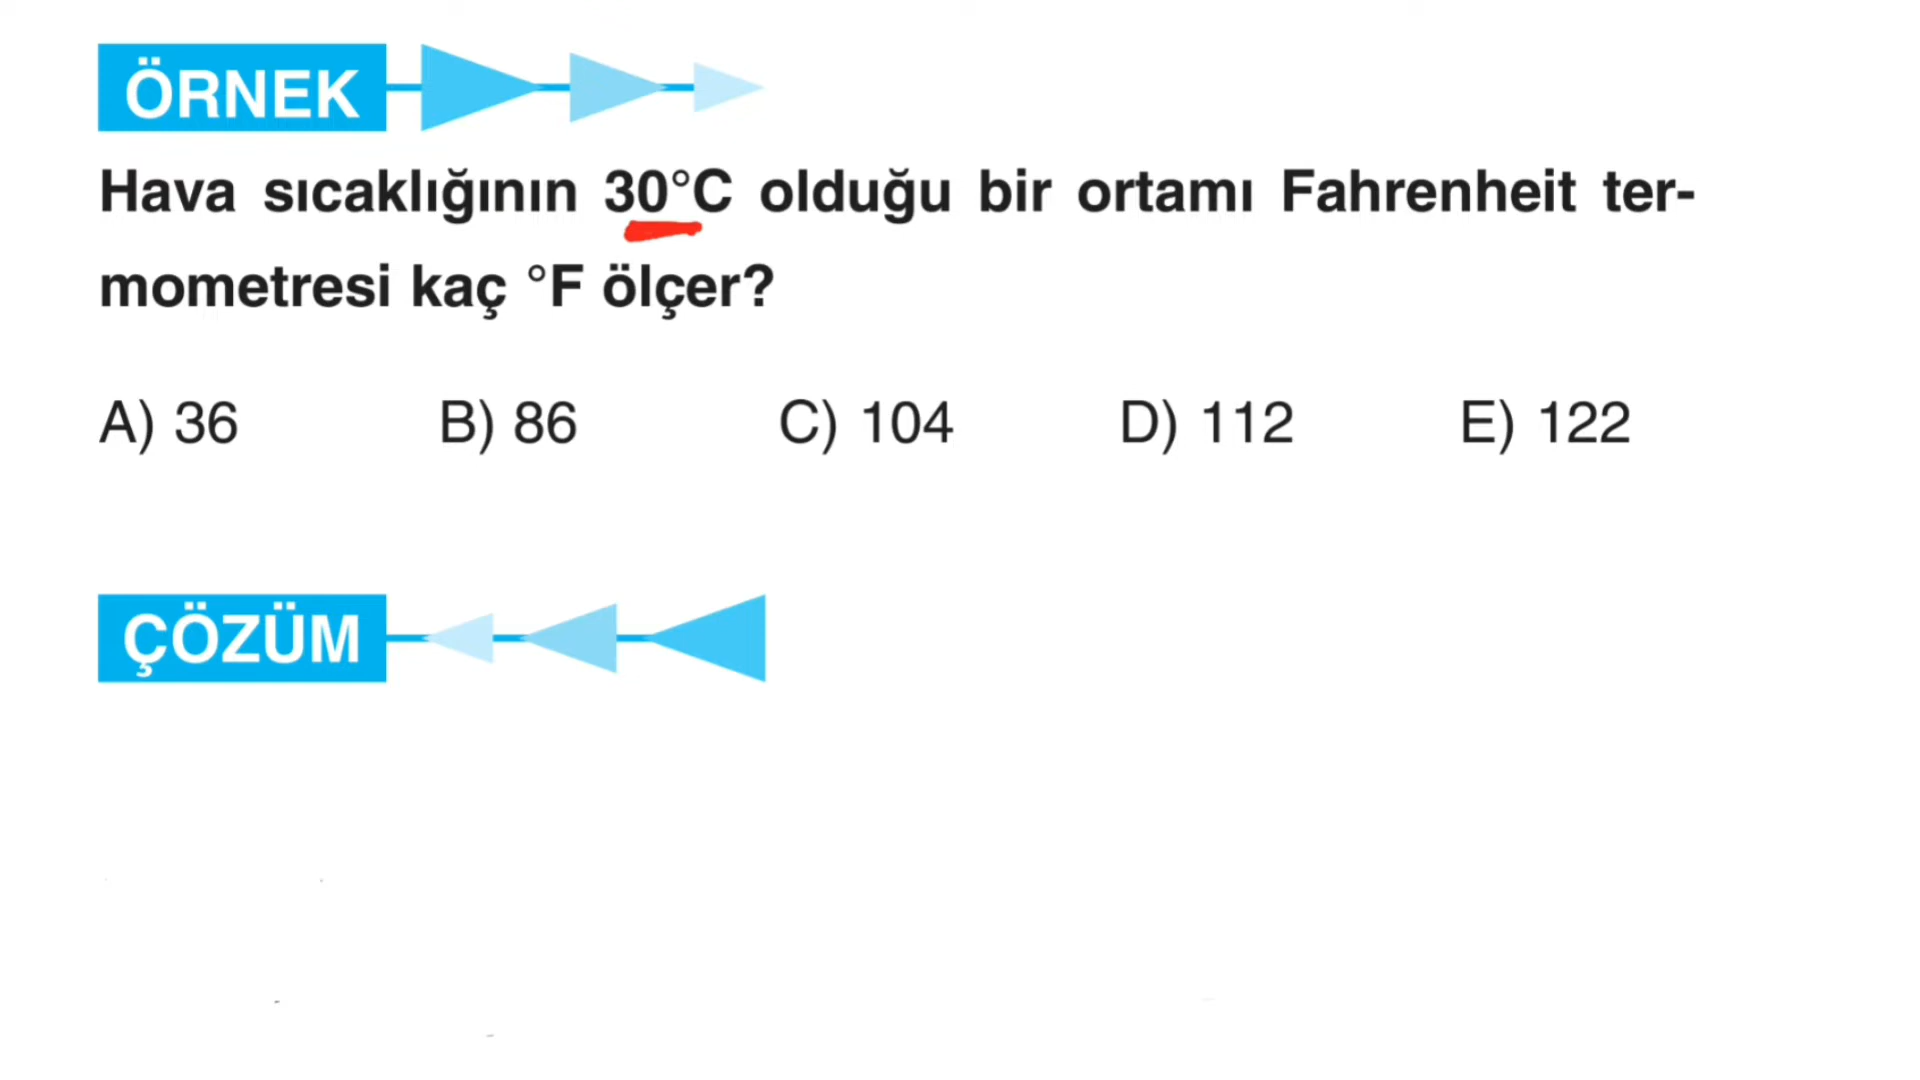 ÖRNEK
Hava sıcaklığının 30°C olduğu bir ortamı Fahrenheit ter-
mometresi kaç °F ölçer?
A) 36 B) 86 C) 104 D) 112 E) 122
ÇÖZÜM